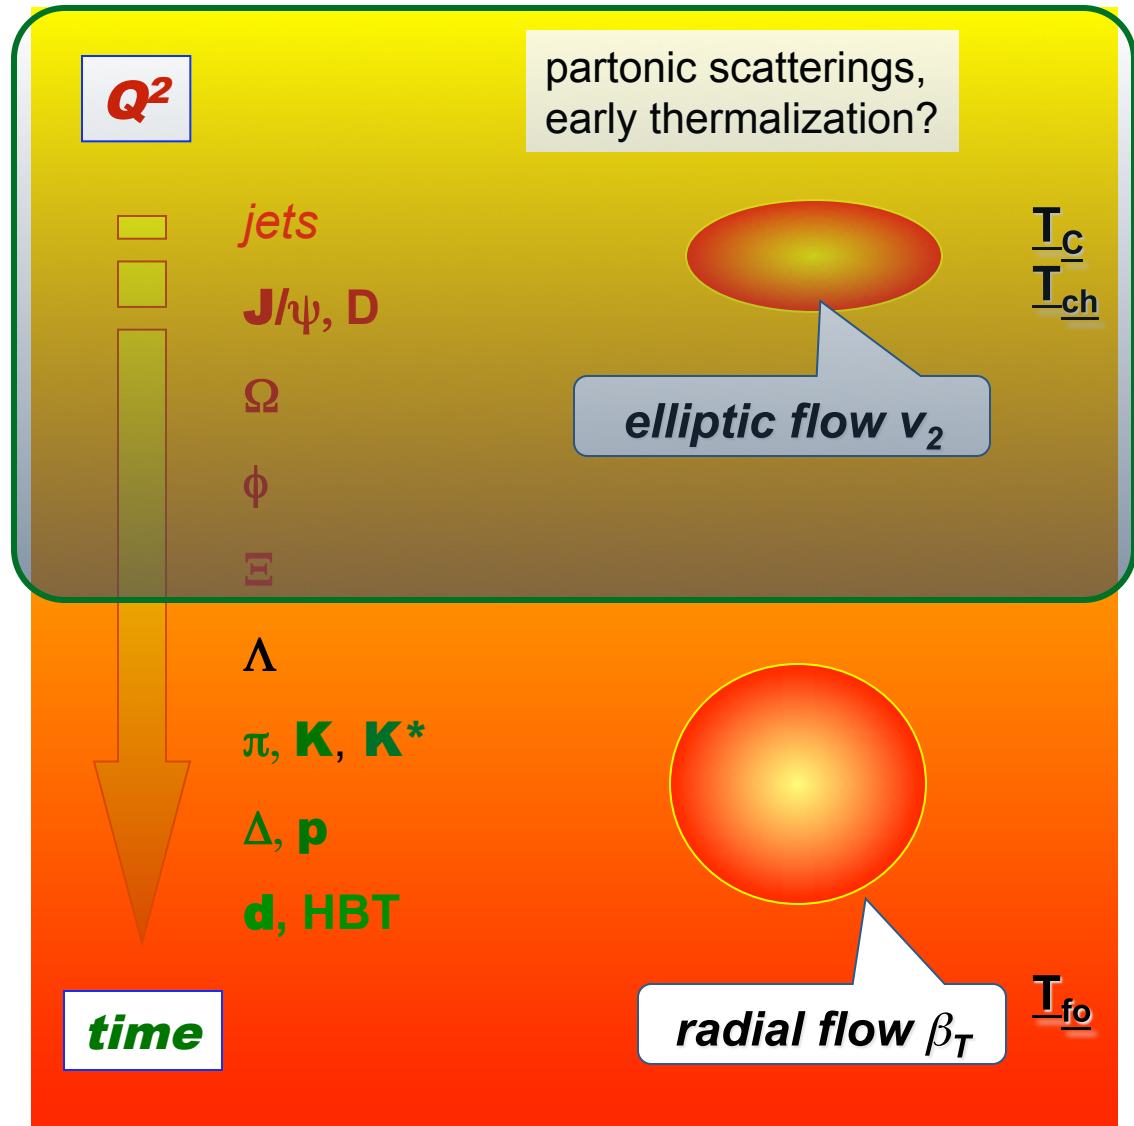 Q²
partonic scatterings,
early thermalization?
jets
T_C
J/ψ, D
T_ch
Ω
elliptic flow v₂
ϕ
Ξ
Λ
π, K, K*
Δ, p
d, HBT
time
radial flow β_T
T_fo